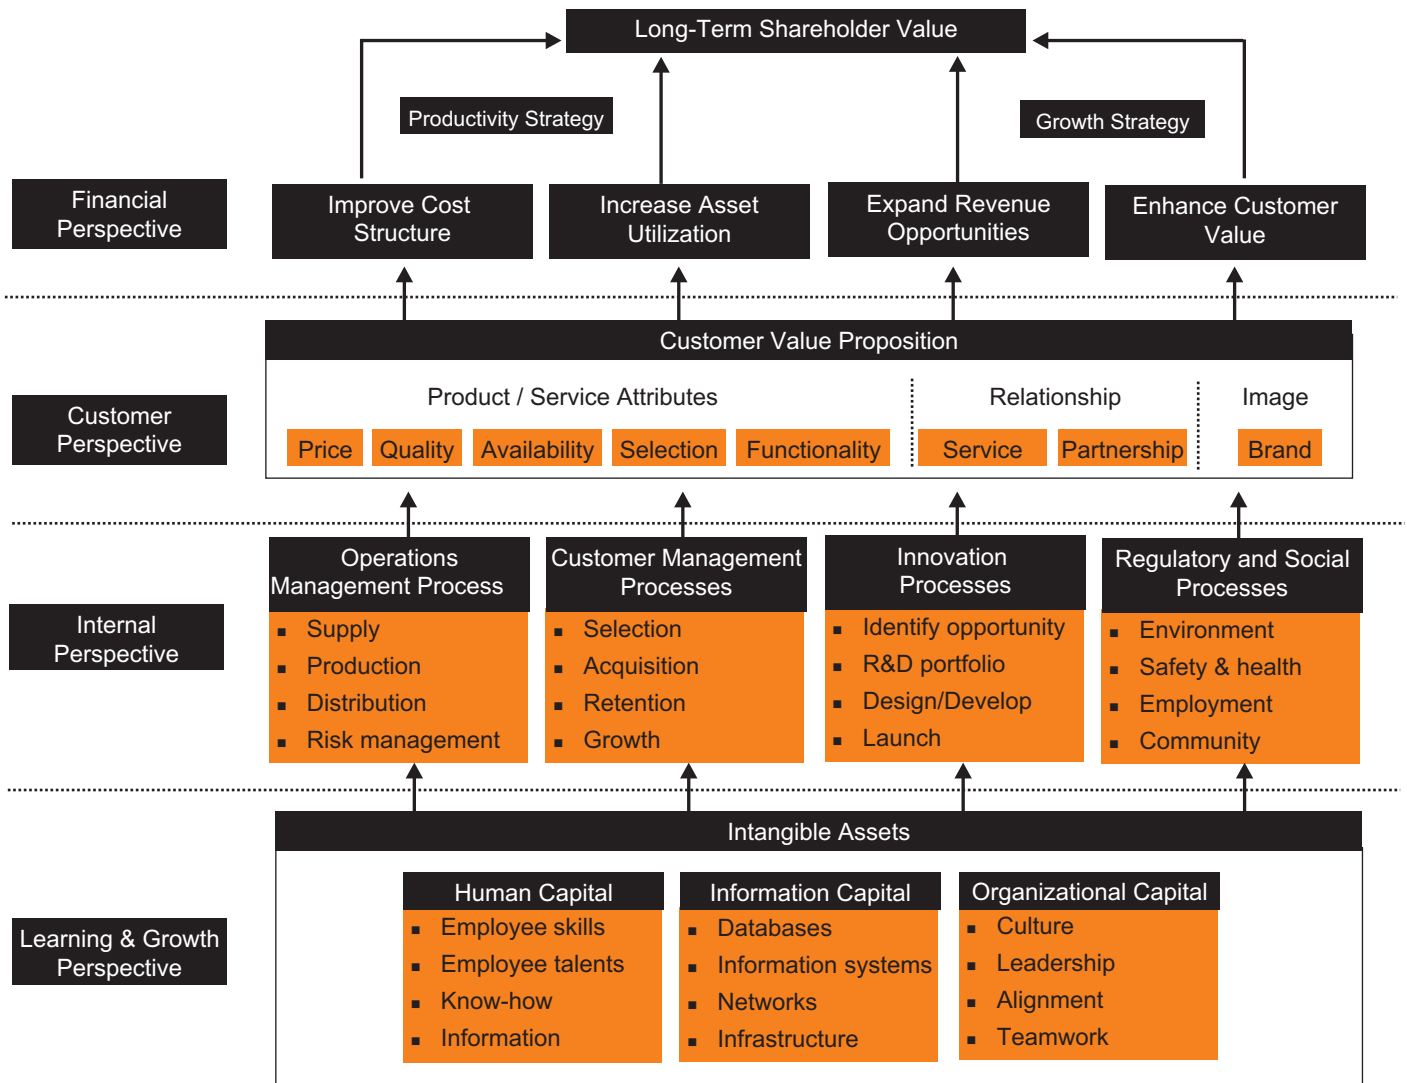 Long-Term Shareholder Value
Productivity Strategy
Growth Strategy
Financial
Perspective
Improve Cost
Structure
Increase Asset
Utilization
Expand Revenue
Opportunities
Enhance Customer
Value
Customer Value Proposition
Customer
Perspective
Product / Service Attributes
Relationship
Image
Price
Quality
Availability
Selection
Functionality
Service
Partnership
Brand
Internal
Perspective
Operations
Management Process
▪ Supply
▪ Production
▪ Distribution
▪ Risk management
Customer Management
Processes
▪ Selection
▪ Acquisition
▪ Retention
▪ Growth
Innovation
Processes
▪ Identify opportunity
▪ R&D portfolio
▪ Design/Develop
▪ Launch
Regulatory and Social
Processes
▪ Environment
▪ Safety & health
▪ Employment
▪ Community
Intangible Assets
Learning & Growth
Perspective
Human Capital
▪ Employee skills
▪ Employee talents
▪ Know-how
▪ Information
Information Capital
▪ Databases
▪ Information systems
▪ Networks
▪ Infrastructure
Organizational Capital
▪ Culture
▪ Leadership
▪ Alignment
▪ Teamwork